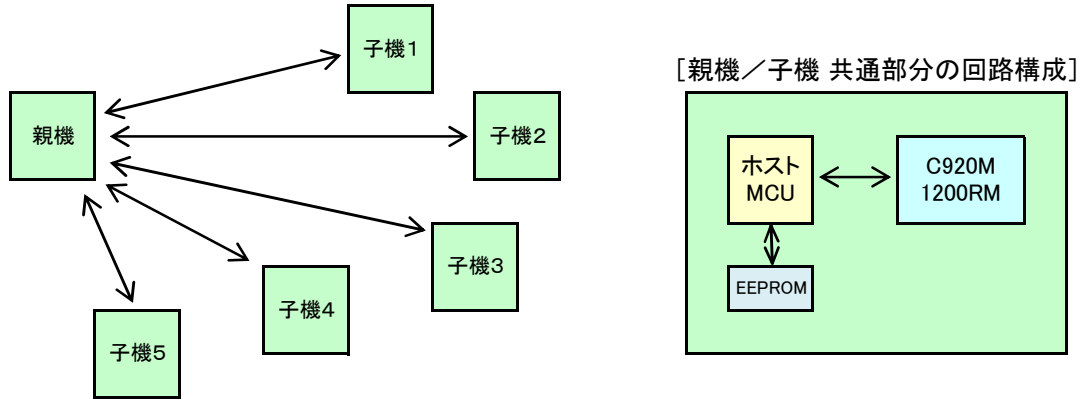 親機
子機1
子機2
子機3
子機4
子機5
[親機/子機 共通部分の回路構成]
ホスト
MCU
C920M
1200RM
EEPROM